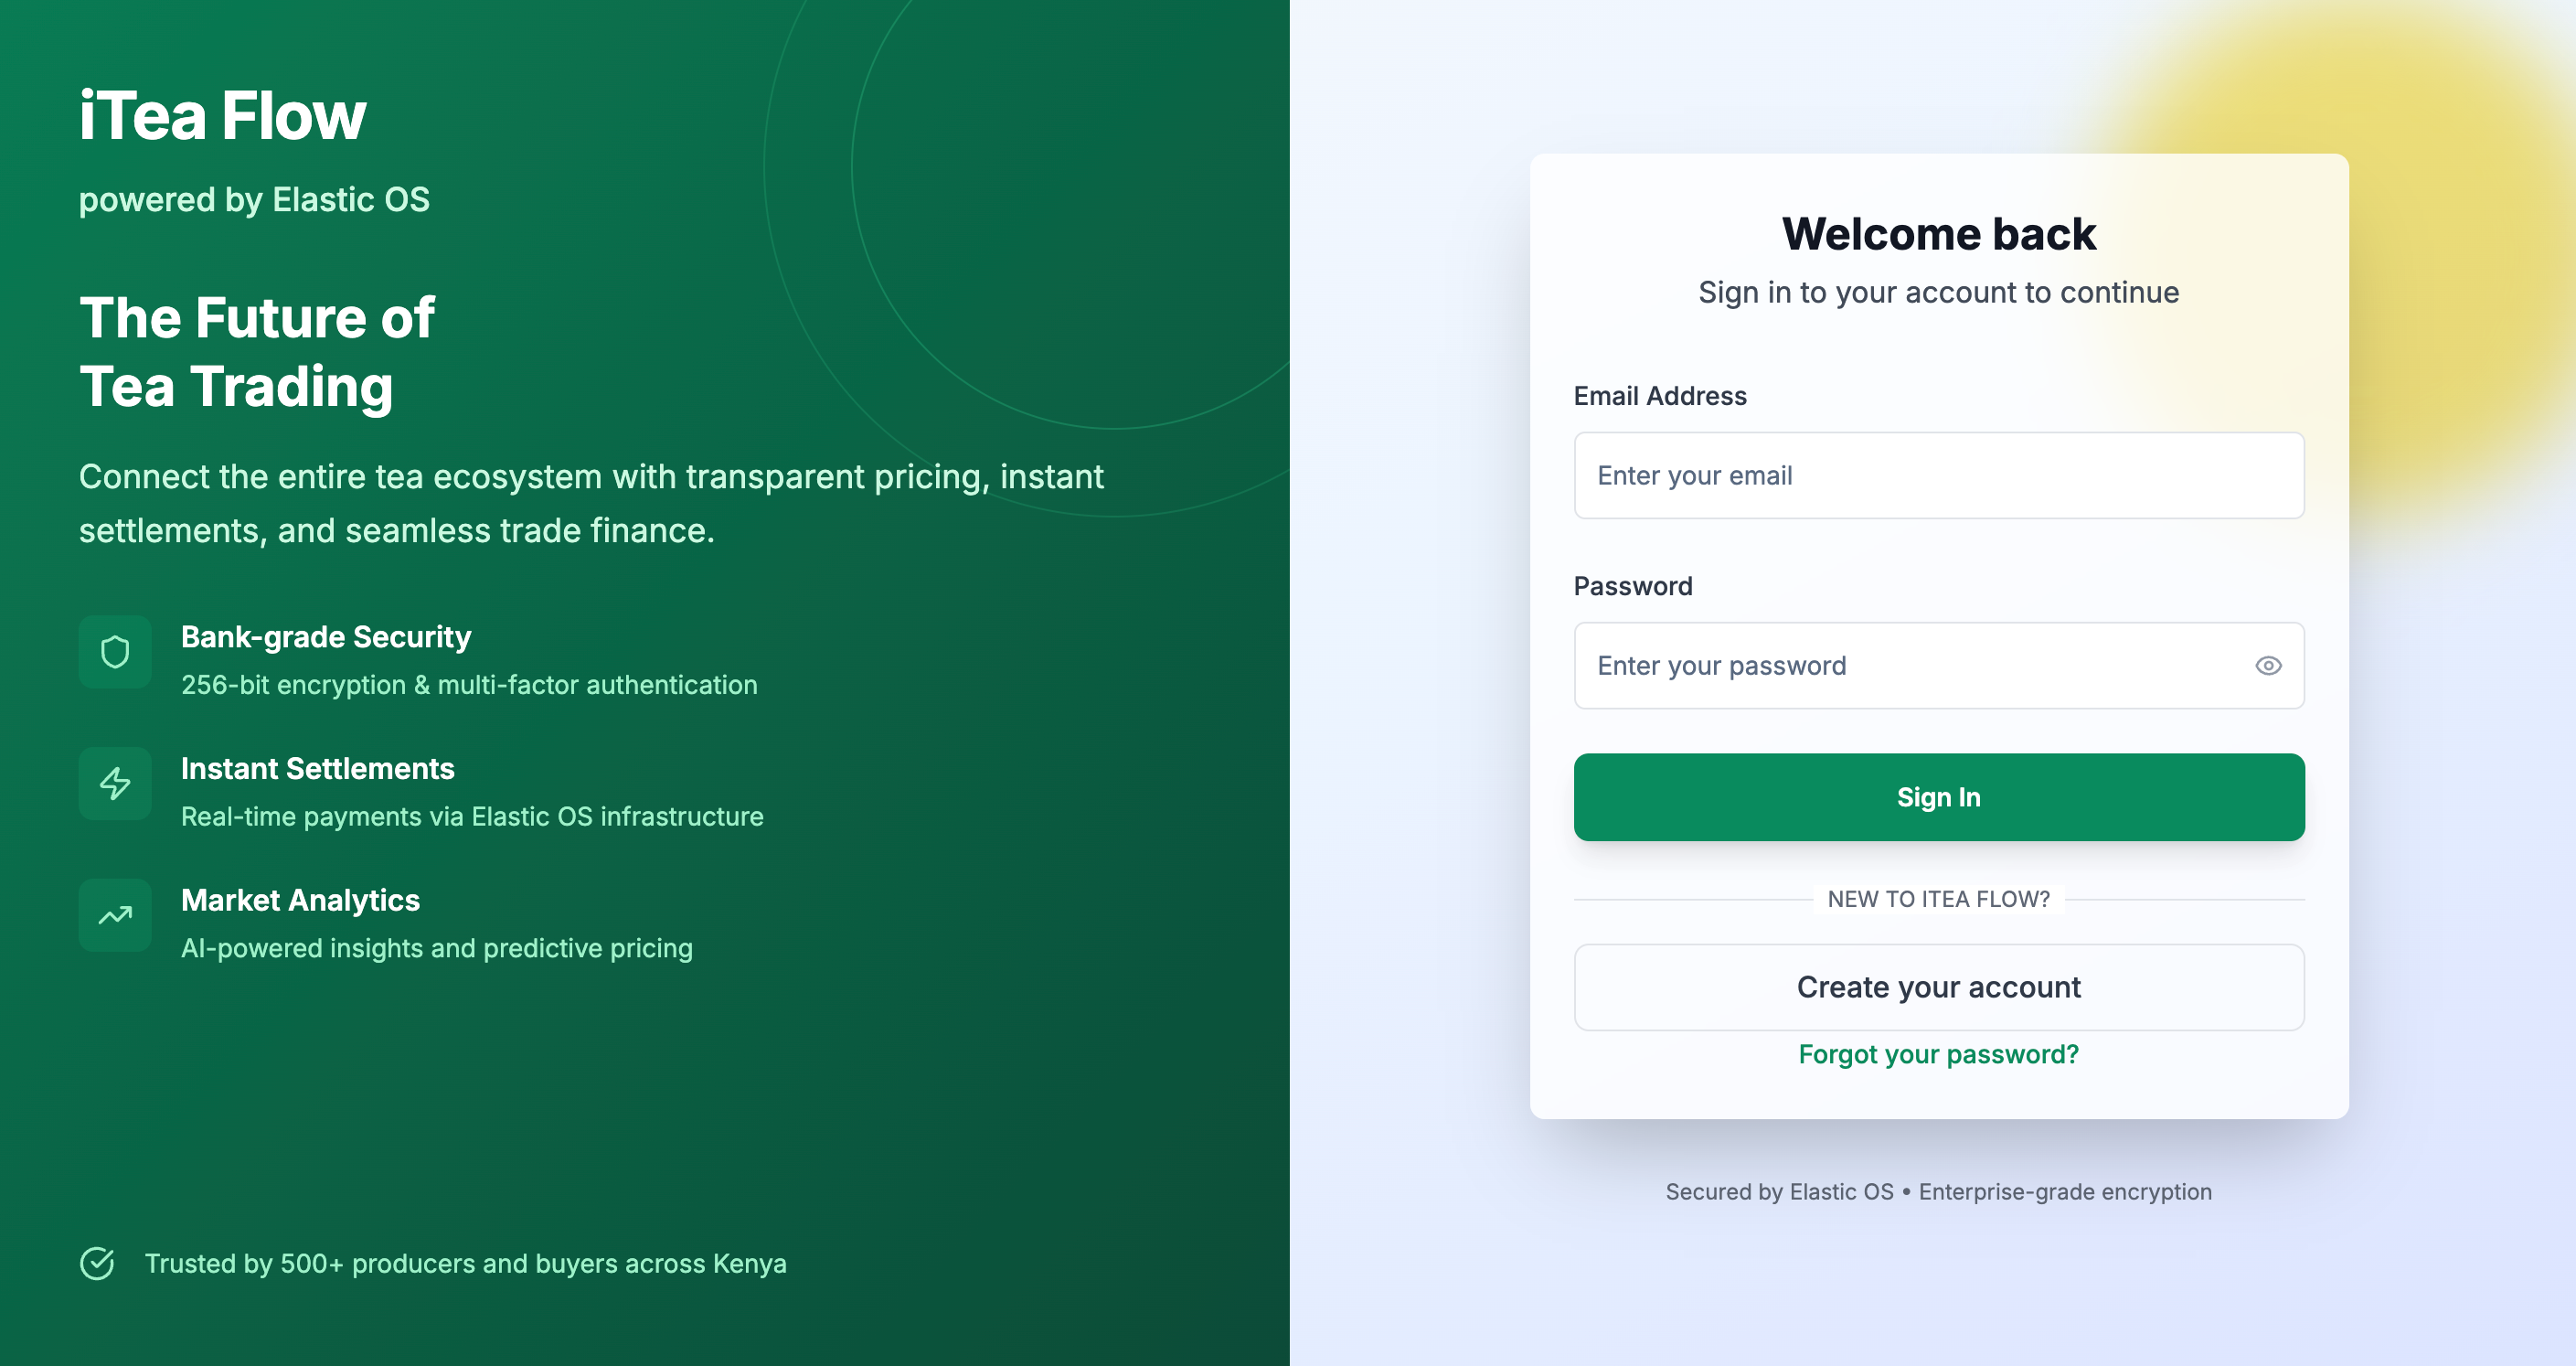 iTea Flow
powered by Elastic OS
The Future of
Tea Trading
Connect the entire tea ecosystem with transparent pricing, instant
settlements, and seamless trade finance.
Bank-grade Security
256-bit encryption & multi-factor authentication
Instant Settlements
Real-time payments via Elastic OS infrastructure
Market Analytics
AI-powered insights and predictive pricing
Trusted by 500+ producers and buyers across Kenya
Welcome back
Sign in to your account to continue
Email Address
Enter your email
Password
Enter your password
Sign In
NEW TO ITEA FLOW?
Create your account
Forgot your password?
Secured by Elastic OS • Enterprise-grade encryption